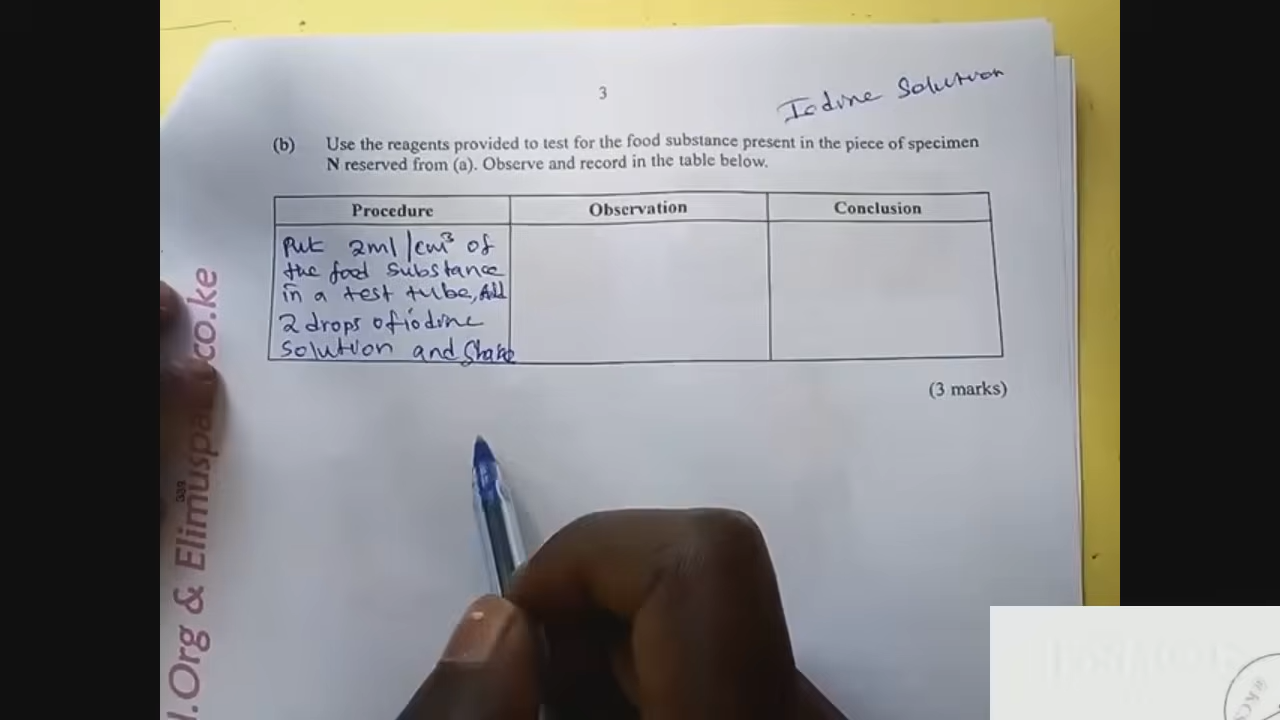 3
Iodine Solution
(b) Use the reagents provided to test for the food substance present in the piece of specimen
N reserved from (a). Observe and record in the table below.
Procedure Observation Conclusion
Put 2ml/cm³ of
the food substance
in a test tube, Add
2 drops of iodine
solution and Shake
(3 marks)
.Org & Elimuspa
co.ke